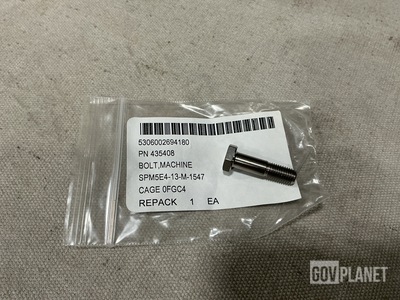 5306002694180
PN 435408
BOLT,MACHINE
SPM5E4-13-M-1547
CAGE 0FGC4
REPACK 1 EA
GOVPLANET